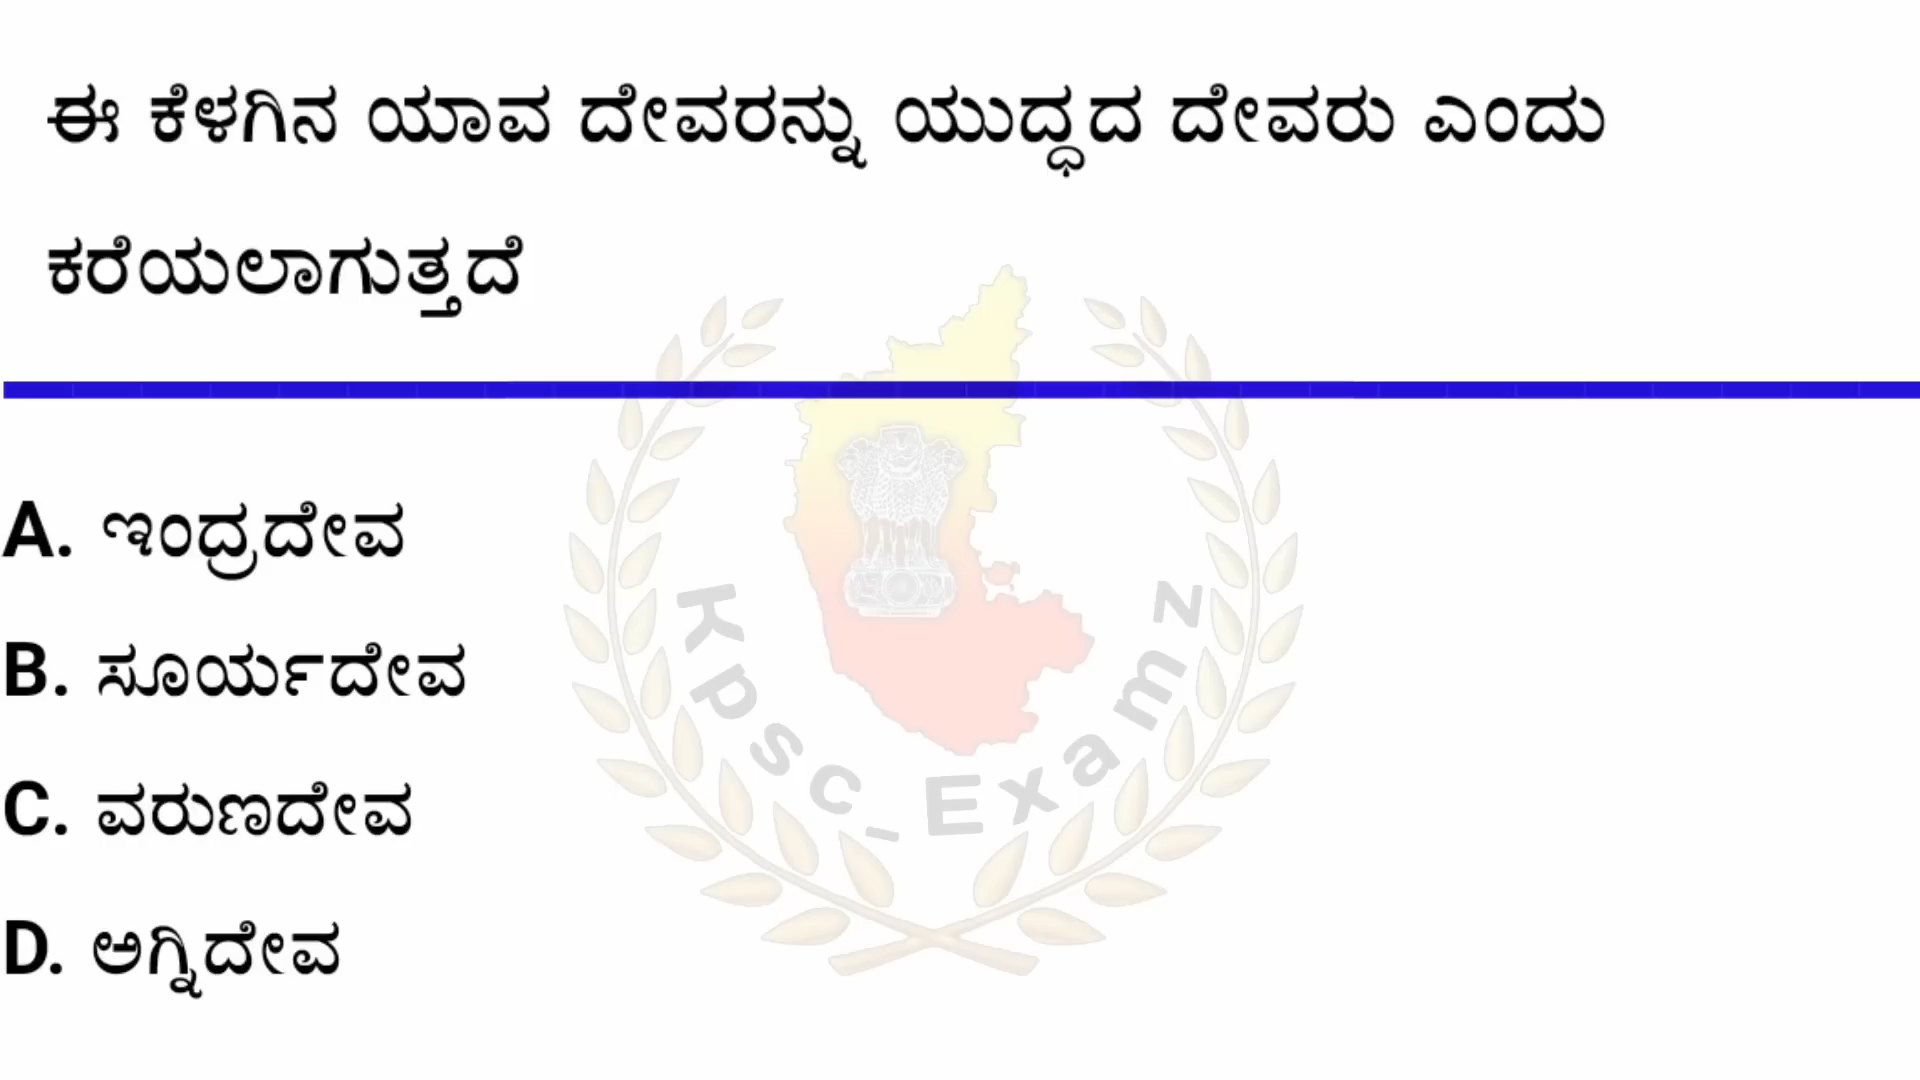 ಈ ಕೆಳಗಿನ ಯಾವ ದೇವರನ್ನು ಯುದ್ಧದ ದೇವರು ಎಂದು
ಕರೆಯಲಾಗುತ್ತದೆ
A. ಇಂದ್ರದೇವ
B. ಸೂರ್ಯದೇವ
C. ವರುಣದೇವ
D. ಅಗ್ನಿದೇವ
Kpsc_Examz